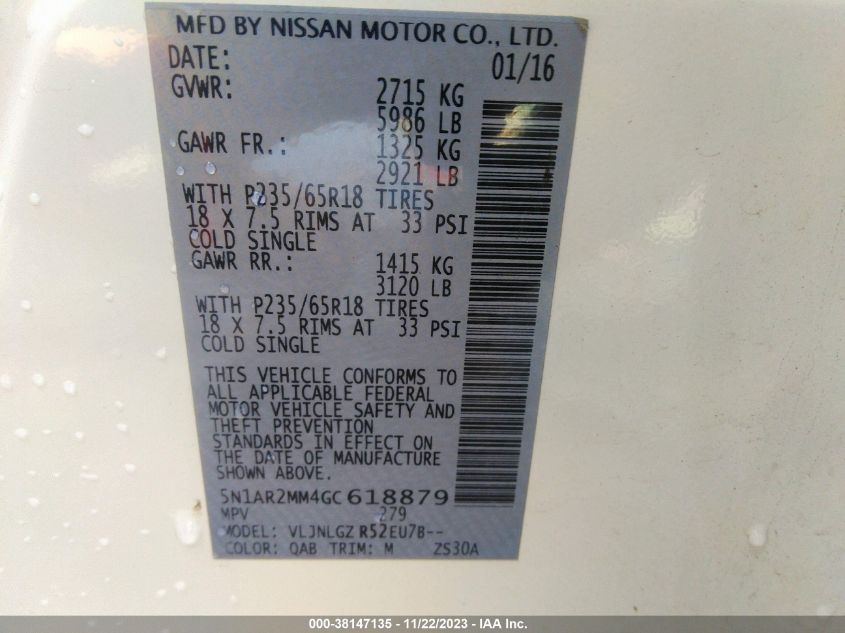 MFD BY NISSAN MOTOR CO., LTD.
DATE: 01/16
GVWR: 2715 KG
5986 LB
GAWR FR.: 1325 KG
2921 LB
WITH P235/65R18 TIRES
18 X 7.5 RIMS AT 33 PSI
COLD SINGLE
GAWR RR.: 1415 KG
3120 LB
WITH P235/65R18 TIRES
18 X 7.5 RIMS AT 33 PSI
COLD SINGLE
THIS VEHICLE CONFORMS TO
ALL APPLICABLE FEDERAL
MOTOR VEHICLE SAFETY AND
THEFT PREVENTION
STANDARDS IN EFFECT ON
THE DATE OF MANUFACTURE
SHOWN ABOVE.
5N1AR2MM4GC618879
MPV 279
MODEL: VLJNLGZ R52EU7B--
COLOR: QAB TRIM: M ZS30A
000-38147135 - 11/22/2023 - IAA Inc.